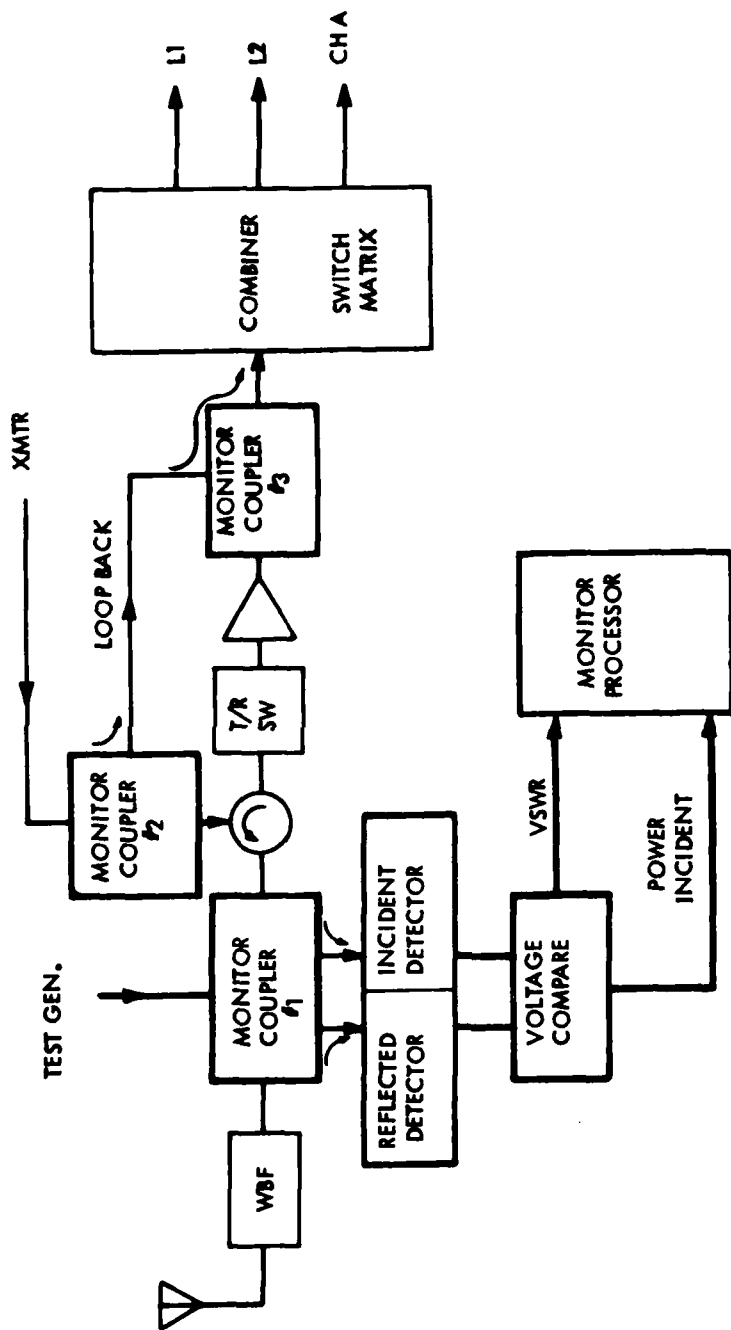 TEST GEN.
XMTR
LOOP BACK
WBF
MONITOR
COUPLER
#1
MONITOR
COUPLER
#2
T/R
SW
MONITOR
COUPLER
#3
COMBINER
SWITCH
MATRIX
L1
L2
CH A
REFLECTED
DETECTOR
INCIDENT
DETECTOR
VOLTAGE
COMPARE
VSWR
POWER
INCIDENT
MONITOR
PROCESSOR